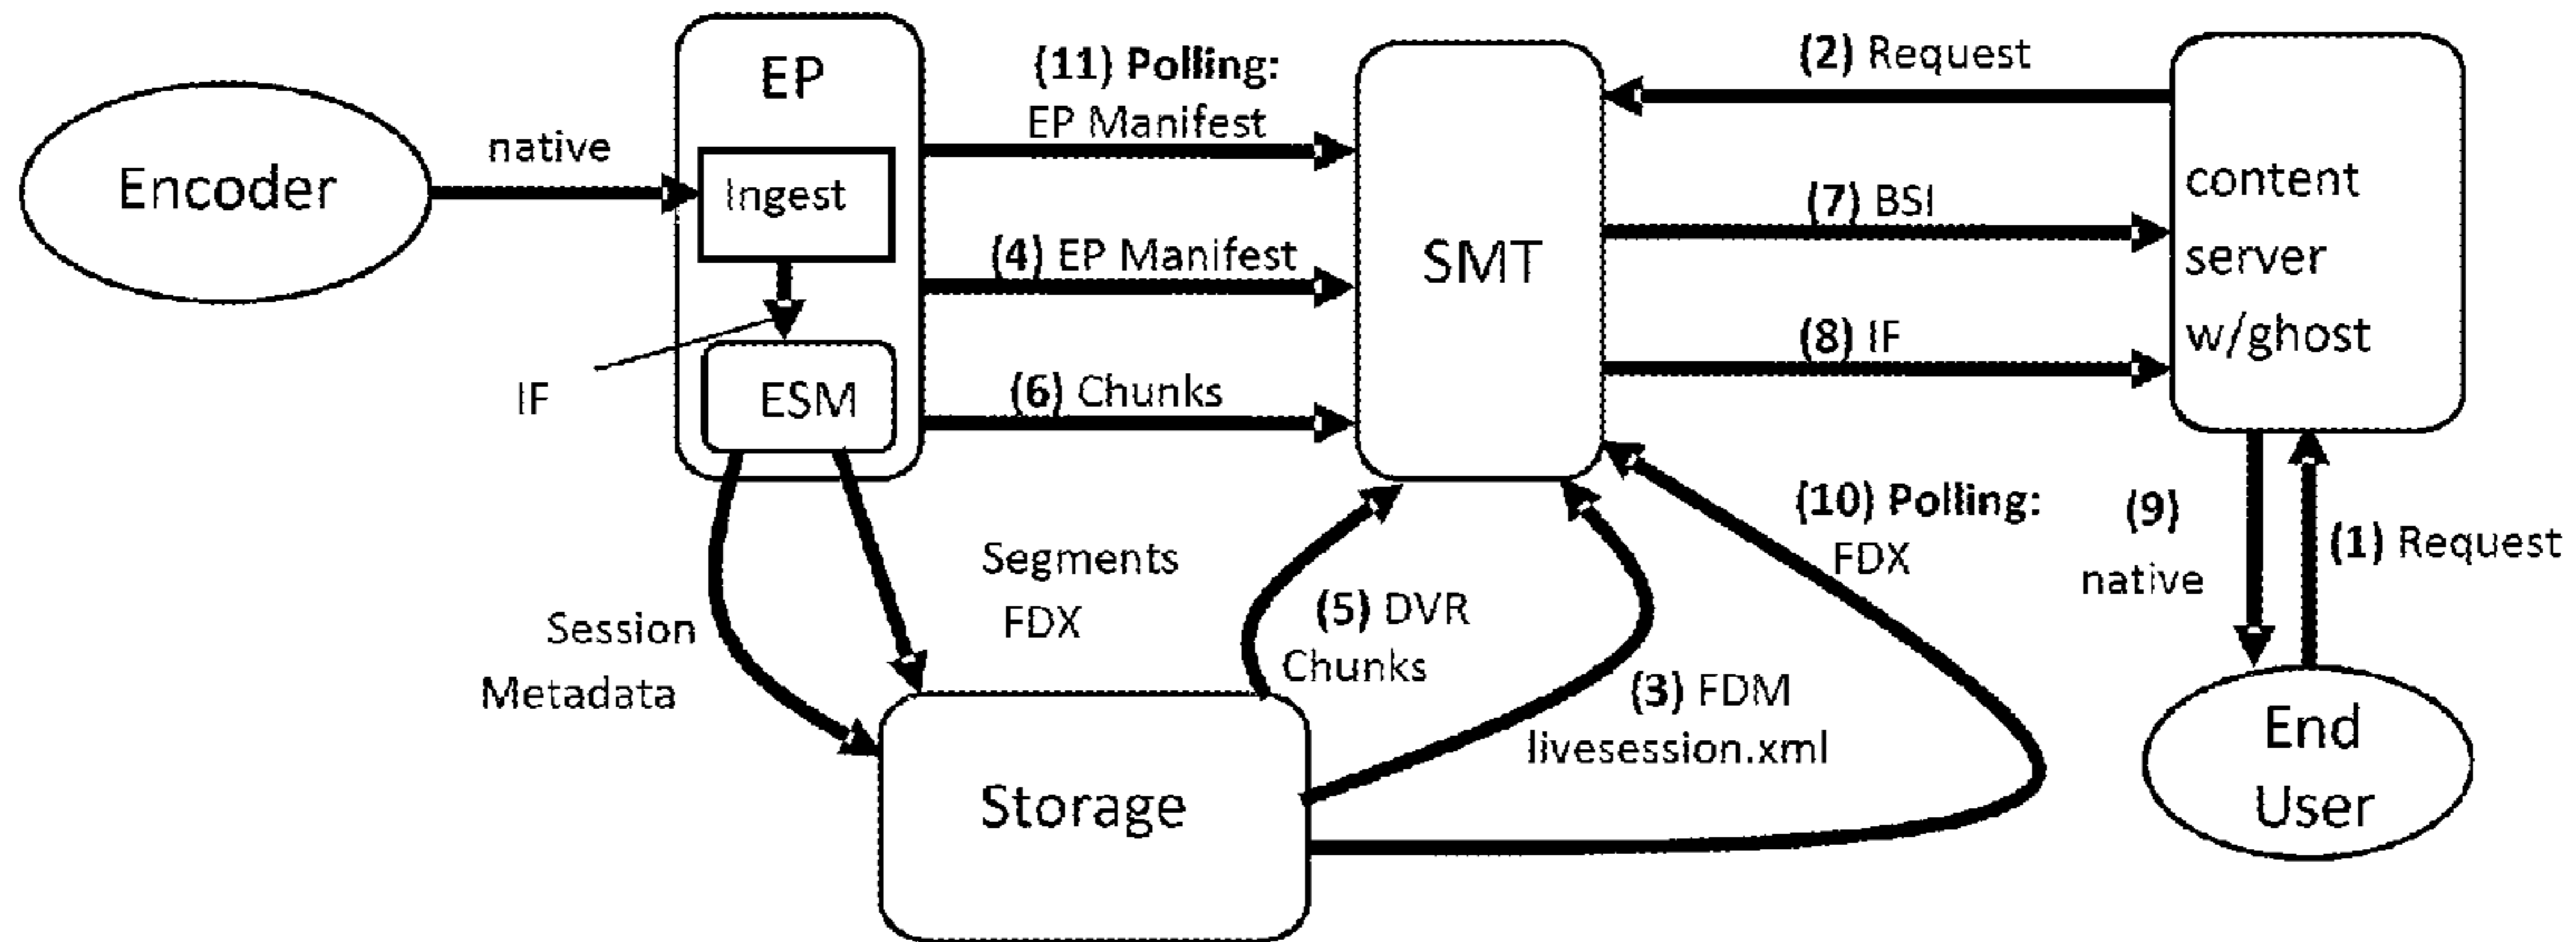 Encoder
native
EP
Ingest
IF
ESM
(11) Polling:
EP Manifest
(4) EP Manifest
(6) Chunks
SMT
(2) Request
(7) BSI
(8) IF
content
server
w/ghost
Session
Metadata
Segments
FDX
(5) DVR
Chunks
(3) FDM
livesession.xml
(10) Polling:
FDX
(9)
native
(1) Request
Storage
End
User